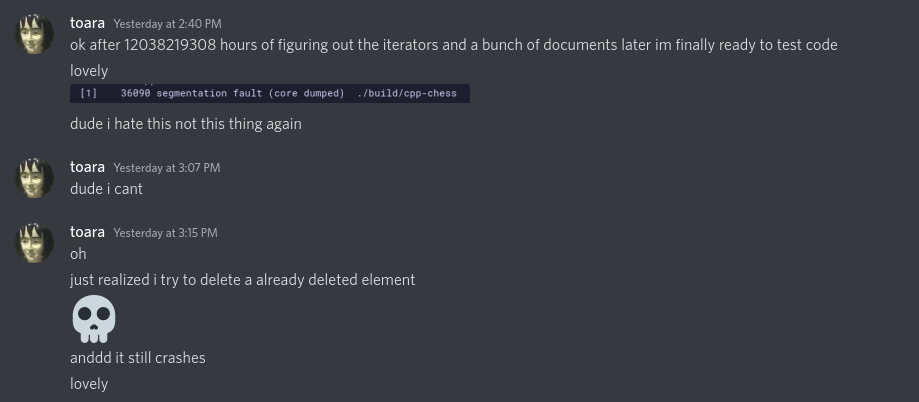 toara Yesterday at 2:40 PM
ok after 12038219308 hours of figuring out the iterators and a bunch of documents later im finally ready to test code
lovely
[1] 36090 segmentation fault (core dumped) ./build/cpp-chess
dude i hate this not this thing again
toara Yesterday at 3:07 PM
dude i cant
toara Yesterday at 3:15 PM
oh
just realized i try to delete a already deleted element
anddd it still crashes
lovely